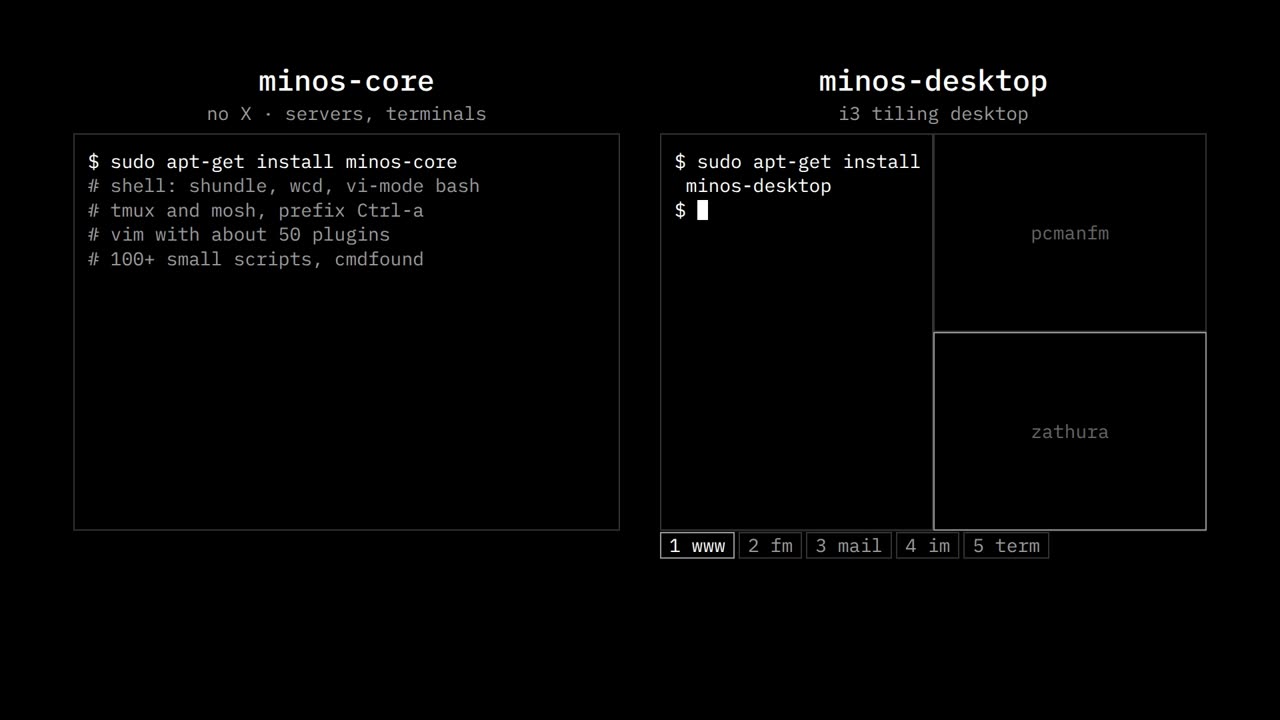 minos-core
no X · servers, terminals
$ sudo apt-get install minos-core
# shell: shundle, wcd, vi-mode bash
# tmux and mosh, prefix Ctrl-a
# vim with about 50 plugins
# 100+ small scripts, cmdfound
minos-desktop
i3 tiling desktop
$ sudo apt-get install
minos-desktop
$
pcmanfm
zathura
1 www 2 fm 3 mail 4 im 5 term